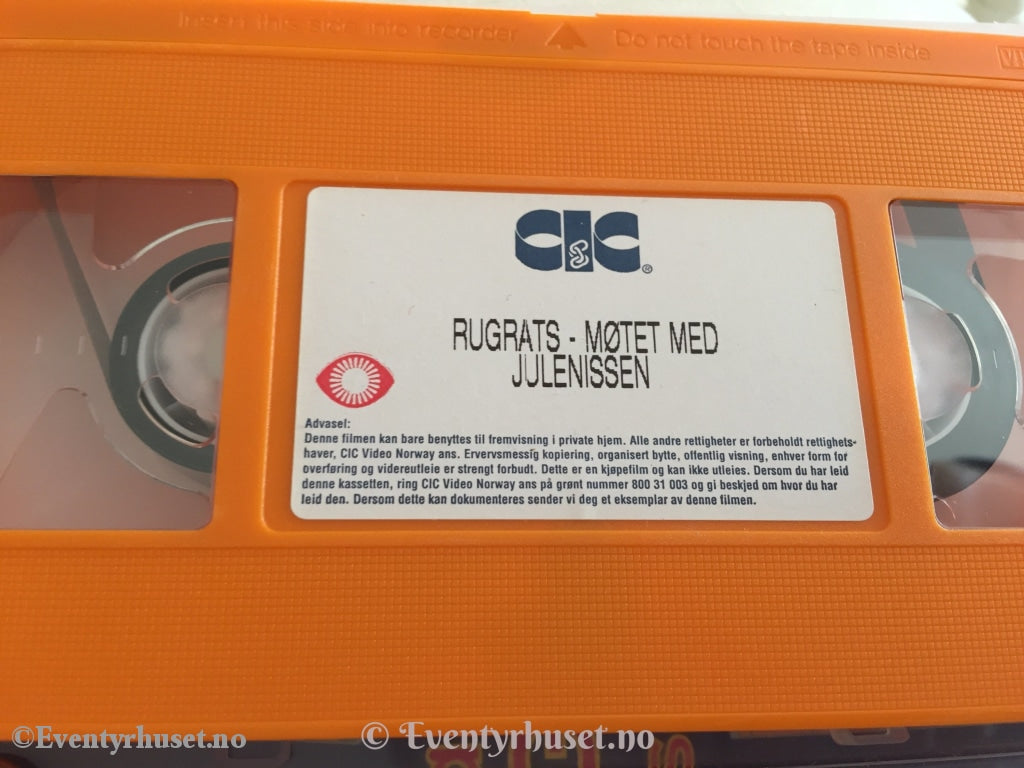 Insert this side into recorder Do not touch the tape inside
CIC
RUGRATS - MØTET MED
JULENISSEN
Advasel:
Denne filmen kan bare benyttes til fremvisning i private hjem. Alle andre rettigheter er forbeholdt rettighets-
haver, CIC Video Norway ans. Ervervsmessig kopiering, organisert bytte, offentlig visning, enhver form for
overføring og videreutleie er strengt forbudt. Dette er en kjøpefilm og kan ikke utleies. Dersom du har leid
denne kassetten, ring CIC Video Norway ans på grønt nummer 800 31 003 og gi beskjed om hvor du har
leid den. Dersom dette kan dokumenteres sender vi deg et eksemplar av denne filmen.
©Eventyrhuset.no © Eventyrhuset.no